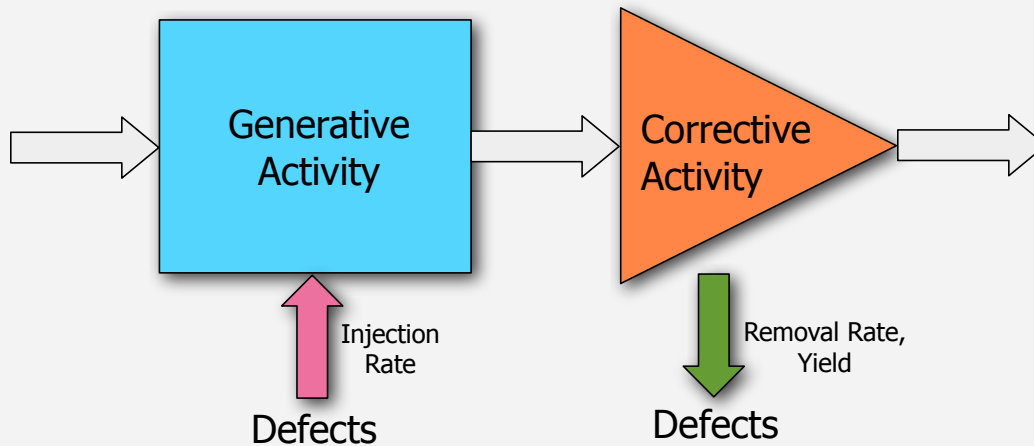 Generative
Activity
Corrective
Activity
Injection
Rate
Removal Rate,
Yield
Defects
Defects